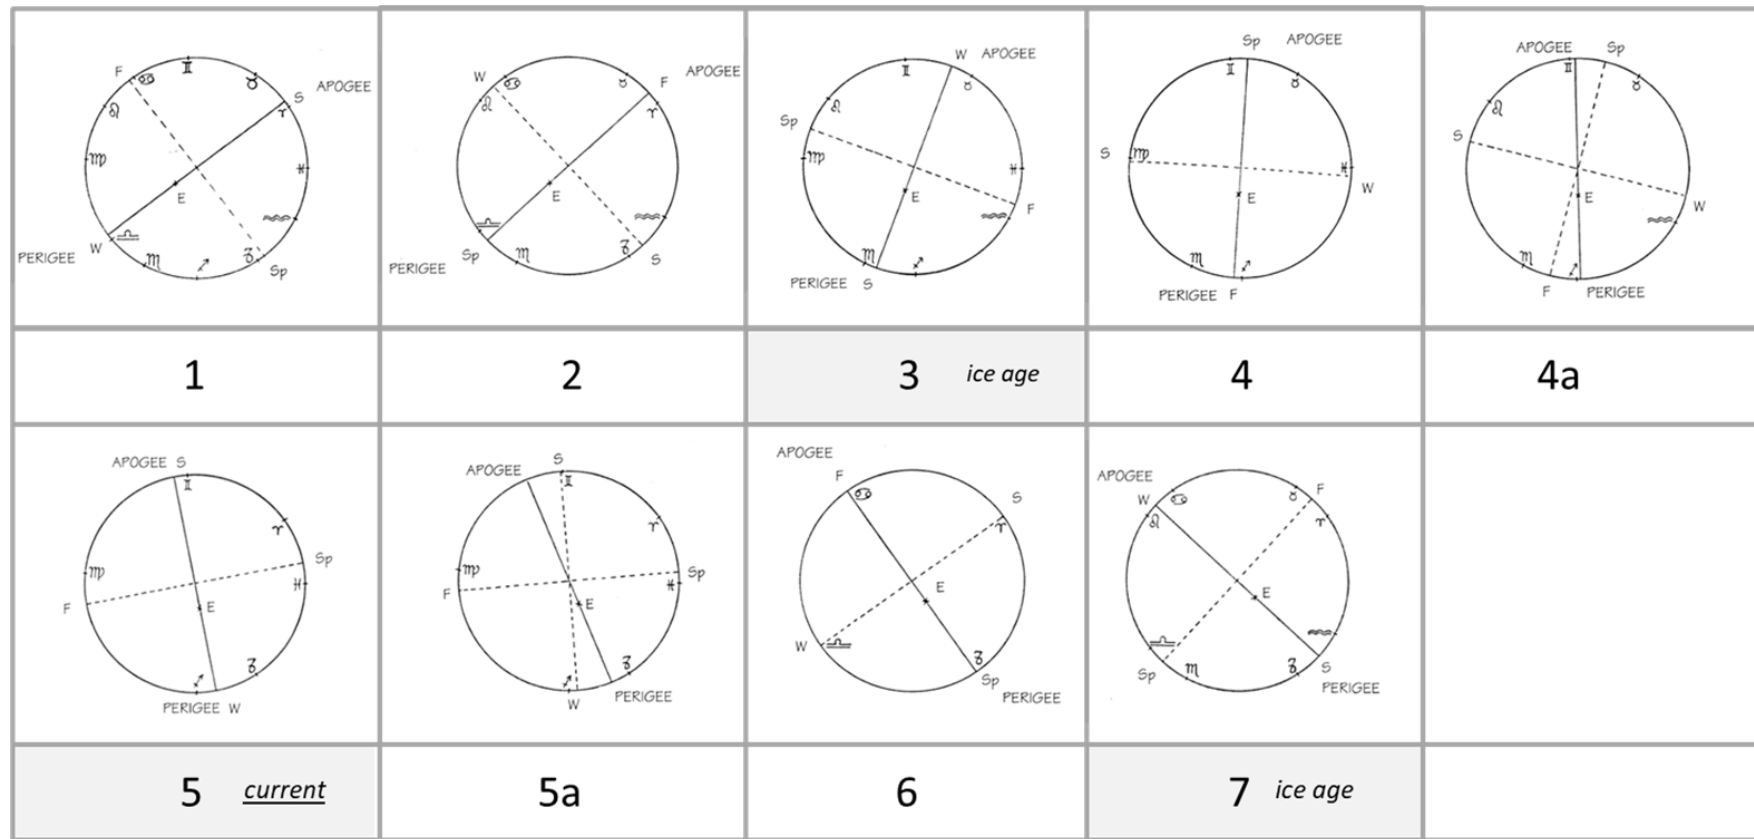 F ♋ ♊ ♉ S APOGEE
♌ ♈
♍ ♓
E
W ♎ ♒
PERIGEE ♏ ♐ ♑ Sp
W ♋ ♉ F APOGEE
♌ ♈
E
♎ ♒
PERIGEE Sp ♏ ♑ S
W APOGEE
♊ ♉
♌
Sp
♍ ♓
E F
♒
♏ ♐
PERIGEE S
Sp APOGEE
♊ ♉
S ♍ ♓ W
E
♏ ♐
PERIGEE F
APOGEE Sp
♊ ♉
♌
S
E W
♒
♏ ♐
F PERIGEE
1
2
3 ice age
4
4a
APOGEE S
♊
♈
Sp
♍ ♓
F E
♐ ♑
PERIGEE W
S
APOGEE ♊
♈
♍ Sp
F ♓
E
♐ ♑
W PERIGEE
APOGEE
F
♋ S
♈
E
W ♎
♑
Sp PERIGEE
APOGEE
W ♋ ♉ F
♌ ♈
E
♎ ♒
Sp ♏ ♑ S
PERIGEE
5 current
5a
6
7 ice age